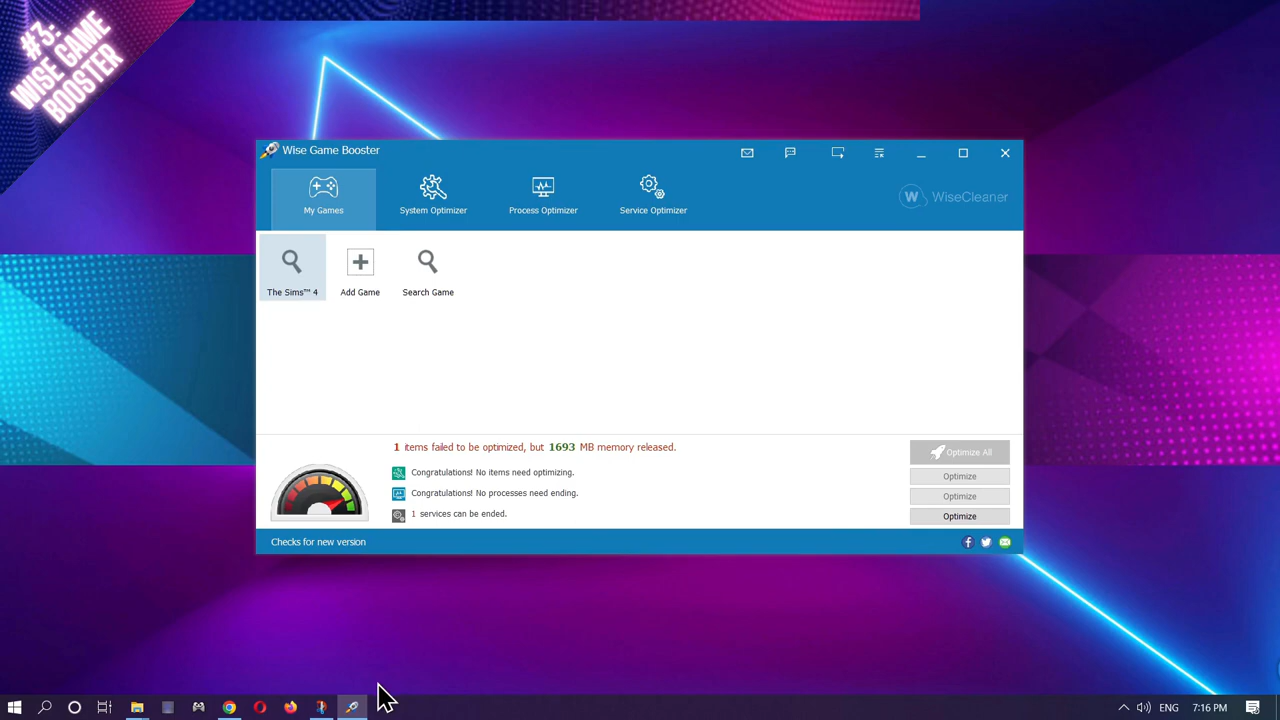 #3:
WISE GAME
BOOSTER
Wise Game Booster
My Games
System Optimizer
Process Optimizer
Service Optimizer
W WiseCleaner
The Sims™ 4
Add Game
Search Game
1 items failed to be optimized, but 1693 MB memory released.
Optimize All
Congratulations! No items need optimizing.
Optimize
Congratulations! No processes need ending.
Optimize
1 services can be ended.
Optimize
Checks for new version
ENG
7:16 PM